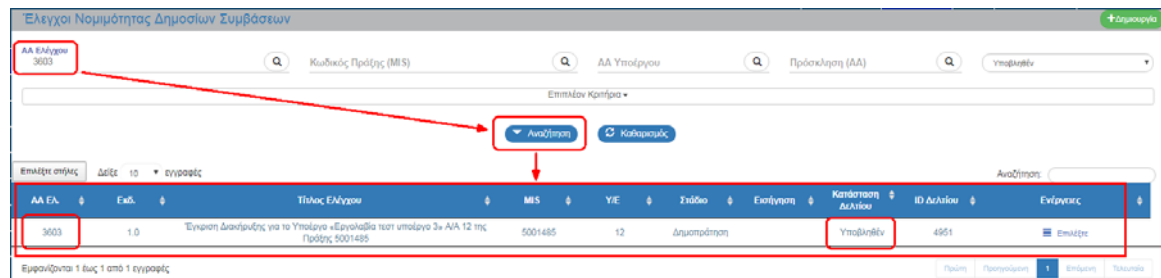 Έλεγχοι Νομιμότητας Δημοσίων Συμβάσεων
+Δημιουργία
ΑΑ Ελέγχου
3603
Κωδικός Πράξης (MIS)
ΑΑ Υποέργου
Πρόσκληση (ΑΑ)
Υποβληθέν
Επιπλέον Κριτήρια
Αναζήτηση
Καθαρισμός
Επιλέξτε στήλες
Δείξε 10 εγγραφές
Αναζήτηση:
ΑΑ ΕΛ. Εκδ. Τίτλος Ελέγχου MIS Υ/Ε Στάδιο Εισήγηση Κατάσταση Δελτίου ID Δελτίου Ενέργειες
3603 1.0 Έγκριση Διακήρυξης για το Υποέργο «Εργολαβία τεστ υποέργο 3» Α/Α 12 της 5001485 12 Δημοπράτηση Υποβληθέν 4951 Επιλέξτε
Πράξης 5001485
Εμφανίζονται 1 έως 1 από 1 εγγραφές
Πρώτη Προηγούμενη 1 Επόμενη Τελευταία